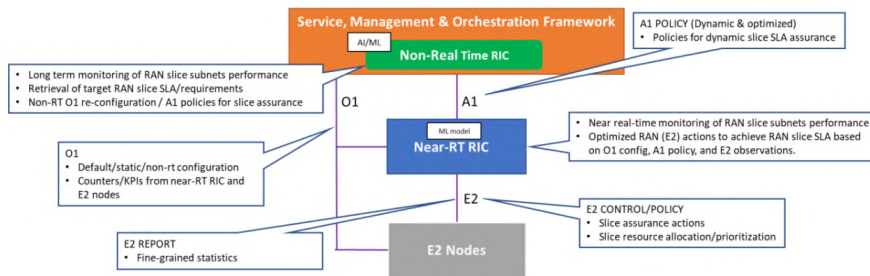 Service, Management & Orchestration Framework
AI/ML
Non-Real Time RIC
A1 POLICY (Dynamic & optimized)
• Policies for dynamic slice SLA assurance
• Long term monitoring of RAN slice subnets performance
• Retrieval of target RAN slice SLA/requirements
• Non-RT O1 re-configuration / A1 policies for slice assurance
O1
A1
• Near real-time monitoring of RAN slice subnets performance
• Optimized RAN (E2) actions to achieve RAN slice SLA based
on O1 config, A1 policy, and E2 observations.
ML model
Near-RT RIC
O1
• Default/static/non-rt configuration
• Counters/KPIs from near-RT RIC and
E2 nodes
E2
E2 CONTROL/POLICY
• Slice assurance actions
• Slice resource allocation/prioritization
E2 REPORT
• Fine-grained statistics
E2 Nodes